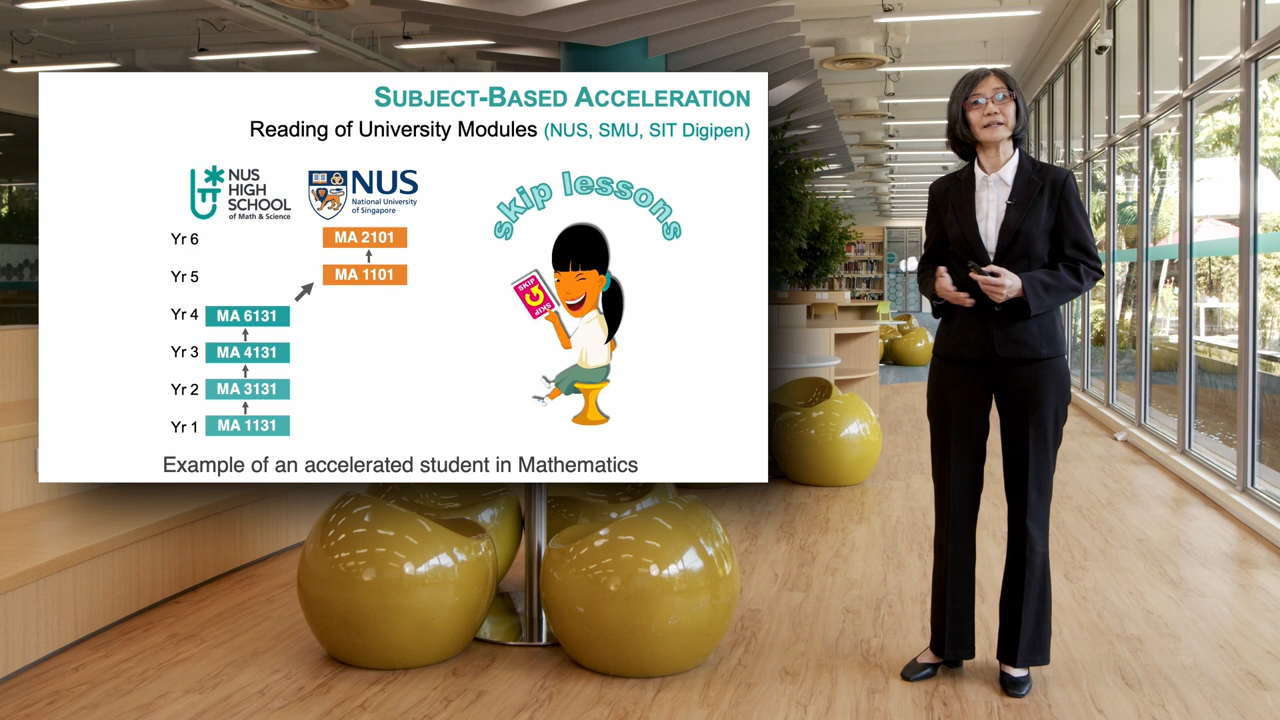 SUBJECT-BASED ACCELERATION
Reading of University Modules (NUS, SMU, SIT Digipen)
NUS
HIGH
SCHOOL
of Math & Science
NUS
National University
of Singapore
skip lessons
Yr 6
MA 2101
Yr 5
MA 1101
SKIP
SKIP
Yr 4
MA 6131
Yr 3
MA 4131
Yr 2
MA 3131
Yr 1
MA 1131
Example of an accelerated student in Mathematics